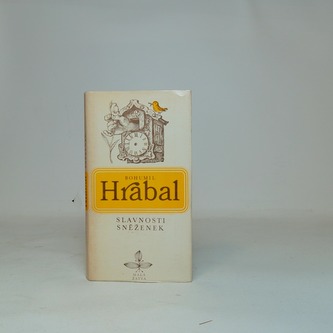 BOHUMIL
Hrabal
SLAVNOSTI
SNĚŽENEK